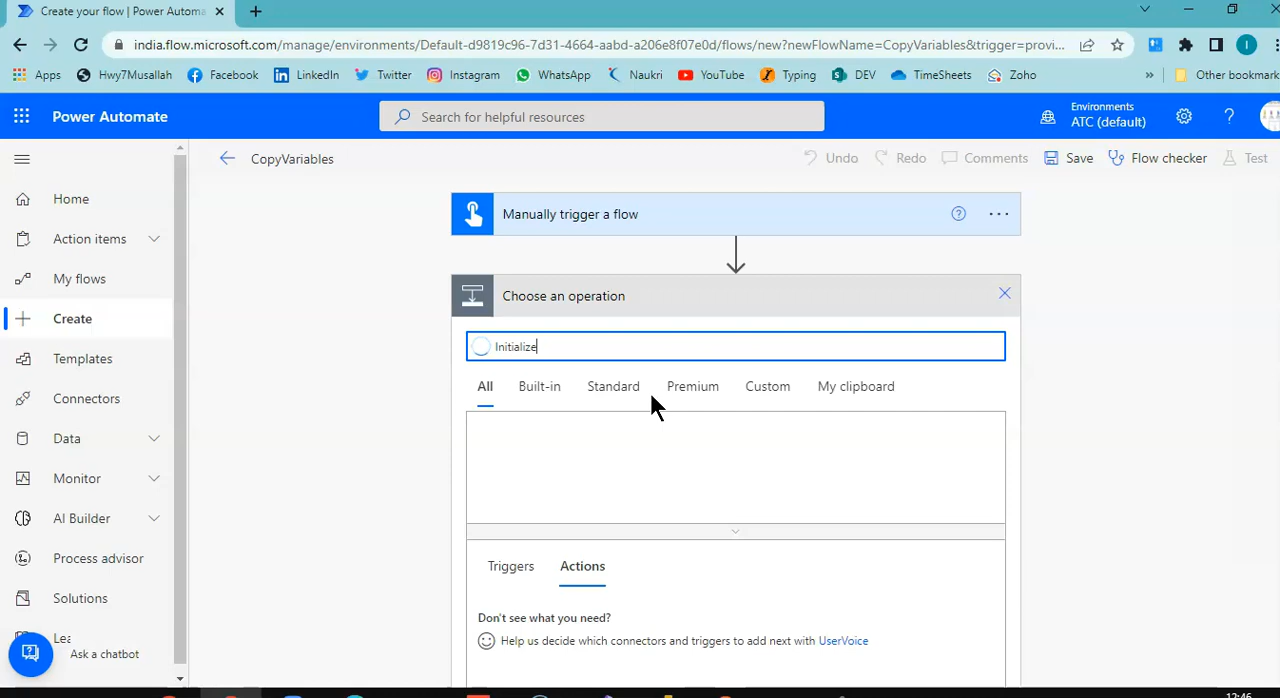 Create your flow | Power Automa
india.flow.microsoft.com/manage/environments/Default-d9819c96-7d31-4664-aabd-a206e8f07e0d/flows/new?newFlowName=CopyVariables&trigger=provi...
Apps Hwy7Musallah Facebook LinkedIn Twitter Instagram WhatsApp Naukri YouTube Typing DEV TimeSheets Zoho » Other bookmark
Power Automate
Search for helpful resources
Environments
ATC (default)
CopyVariables
Undo Redo Comments Save Flow checker Test
Home
Action items
My flows
Create
Templates
Connectors
Data
Monitor
AI Builder
Process advisor
Solutions
Lea
Ask a chatbot
Manually trigger a flow
Choose an operation
Initialize
All Built-in Standard Premium Custom My clipboard
Triggers Actions
Don't see what you need?
Help us decide which connectors and triggers to add next with UserVoice
12:46